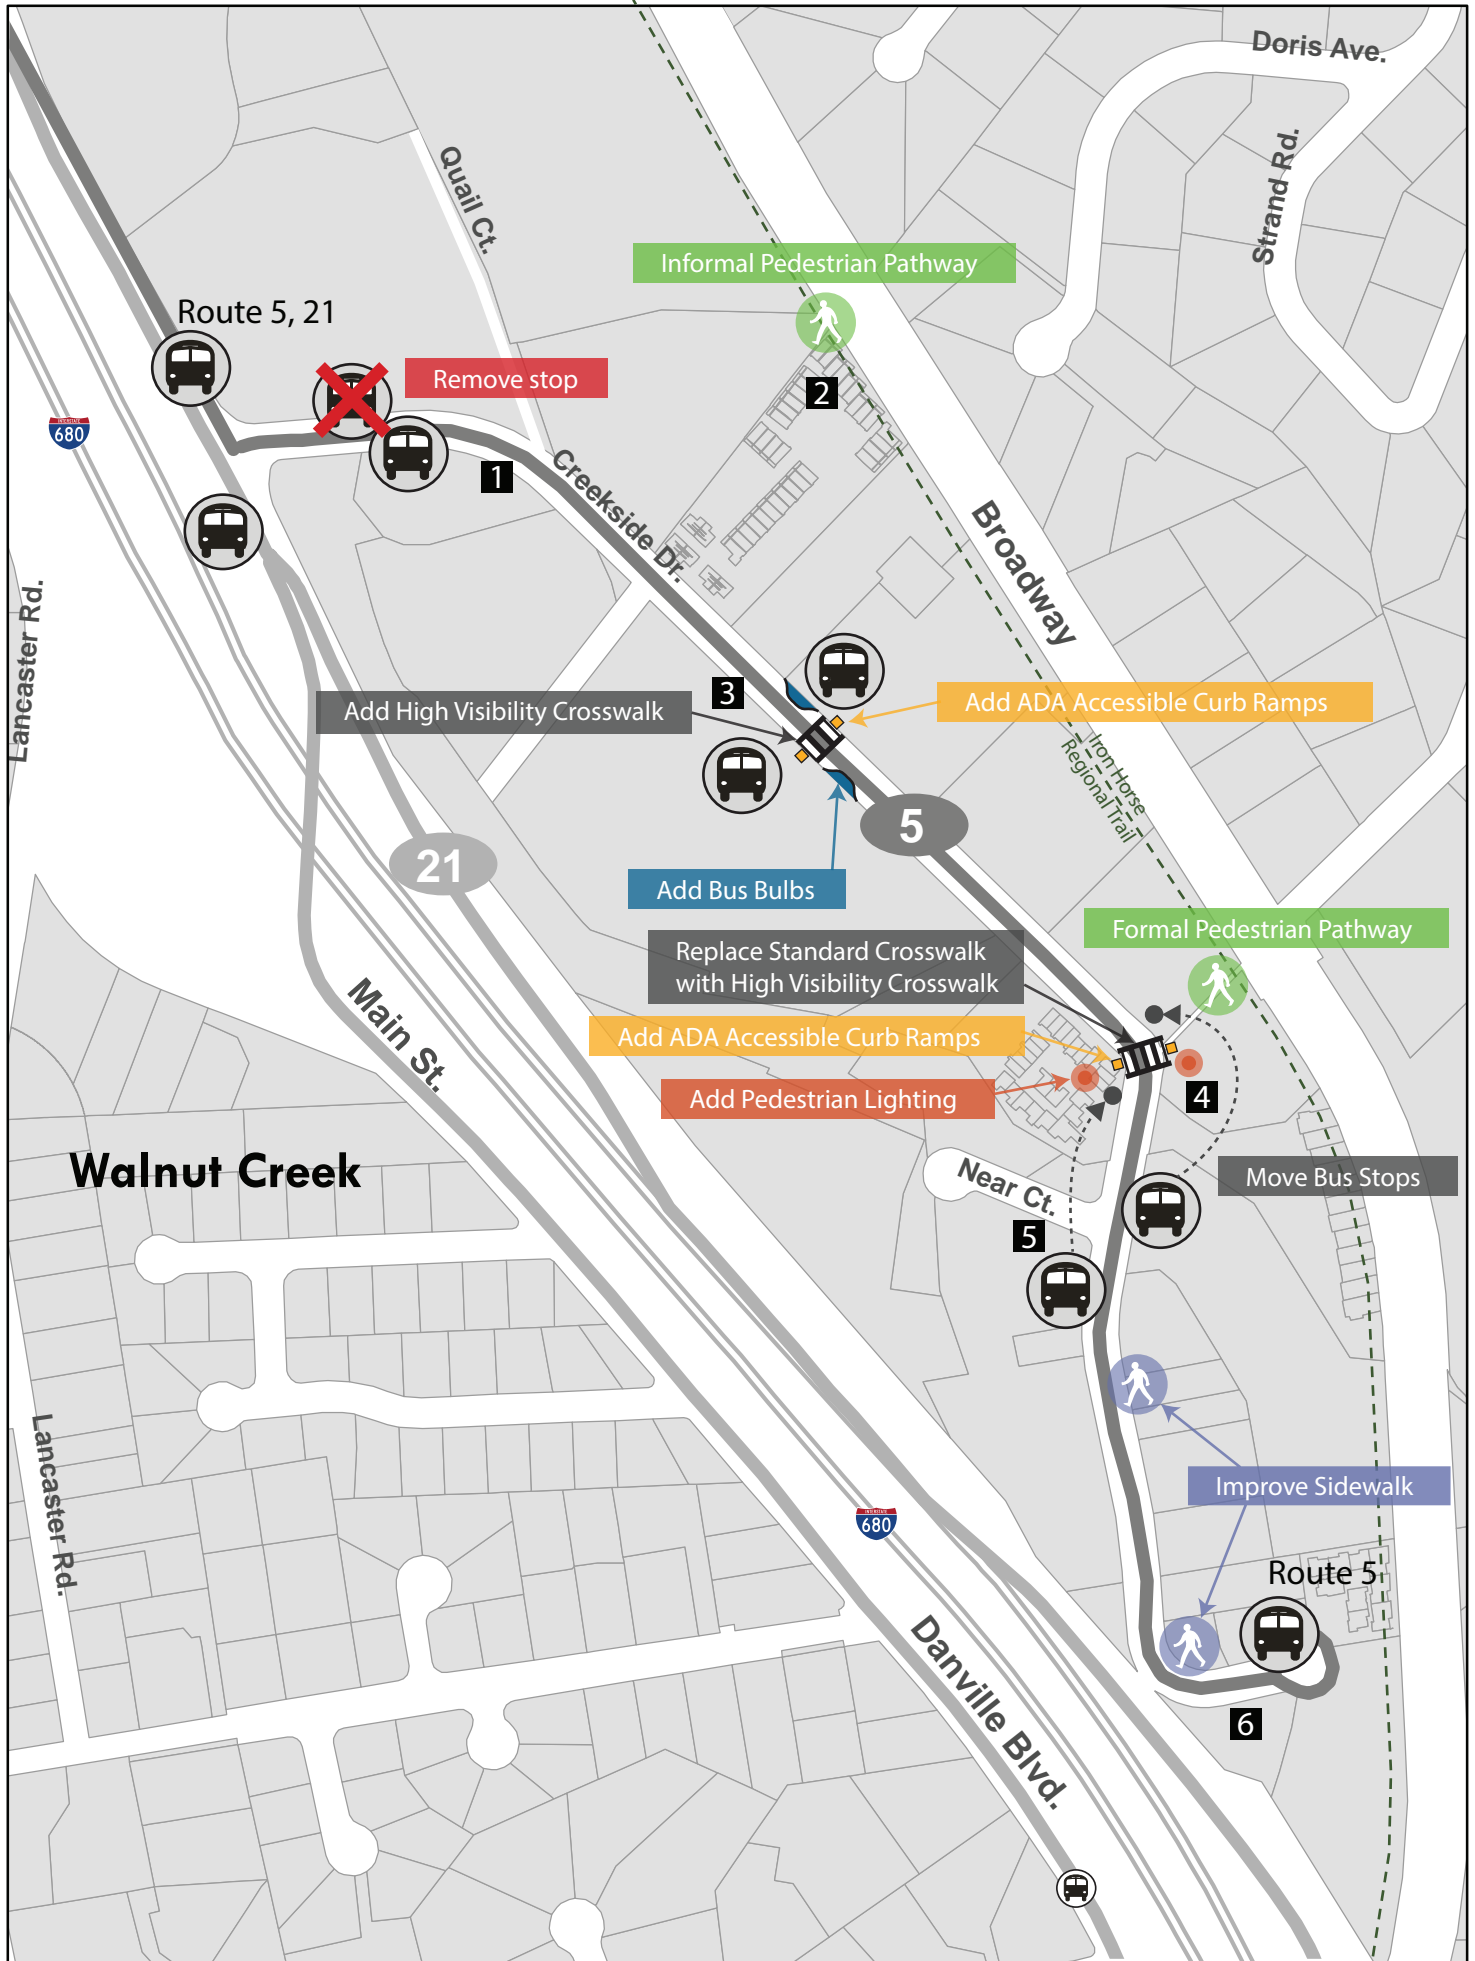 Doris Ave.
Strand Rd.
Quail Ct.
Informal Pedestrian Pathway
Route 5, 21
2
Remove stop
INTERSTATE
680
1
Creekside Dr.
Broadway
Lancaster Rd.
3
Add High Visibility Crosswalk
Add ADA Accessible Curb Ramps
Iron Horse
Regional Trail
5
21
Add Bus Bulbs
Formal Pedestrian Pathway
Replace Standard Crosswalk
with High Visibility Crosswalk
Main St.
Add ADA Accessible Curb Ramps
Add Pedestrian Lighting
4
Walnut Creek
Near Ct.
Move Bus Stops
5
Lancaster Rd.
Improve Sidewalk
INTERSTATE
680
Route 5
Danville Blvd.
6